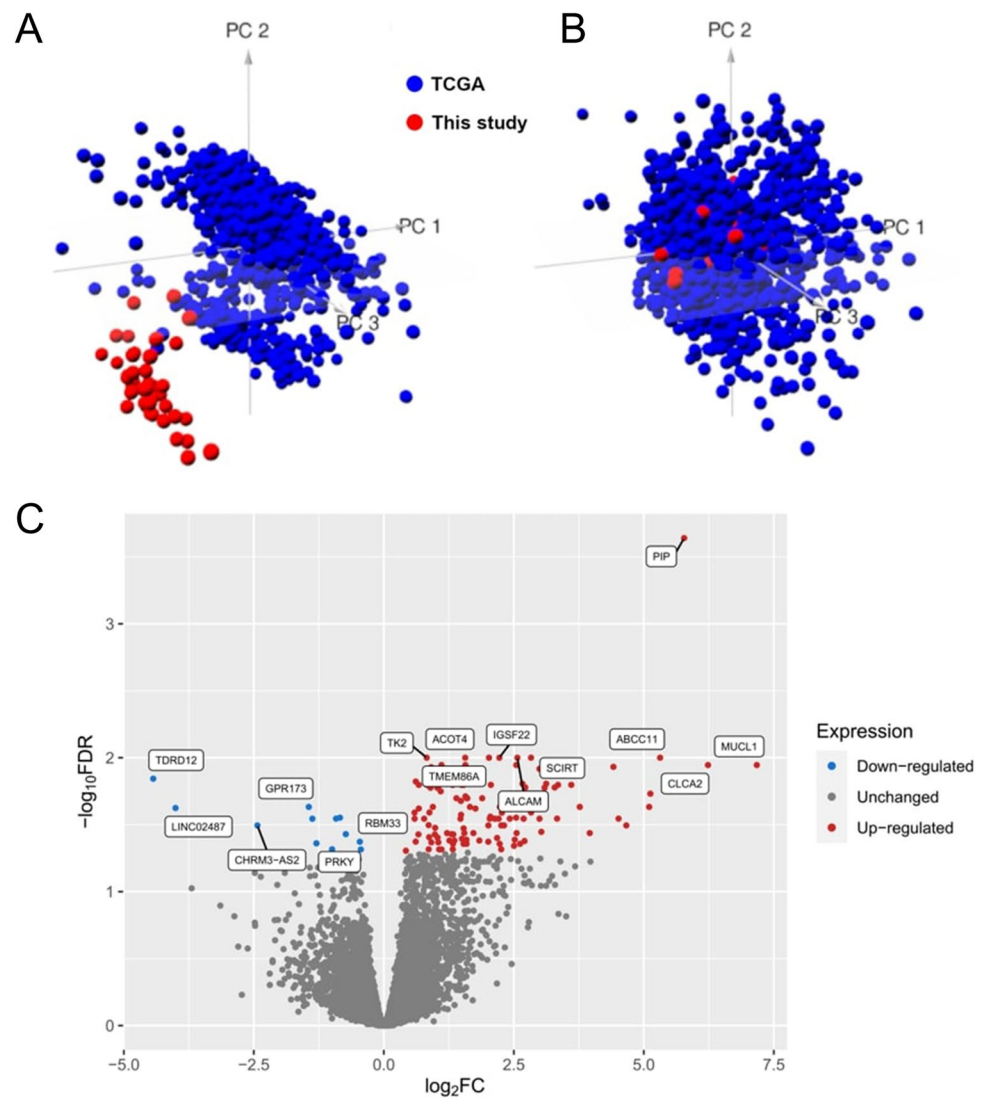 A
PC 2
TCGA
This study
PC 1
PC 3
B
PC 2
PC 1
PC 3
C
−log10FDR
3
2
1
0
PIP
TDRD12
LINC02487
GPR173
CHRM3−AS2
PRKY
RBM33
TK2
ACOT4
IGSF22
TMEM86A
SCIRT
ALCAM
ABCC11
MUCL1
CLCA2
−5.0
−2.5
0.0
2.5
5.0
7.5
log2FC
Expression
Down−regulated
Unchanged
Up−regulated